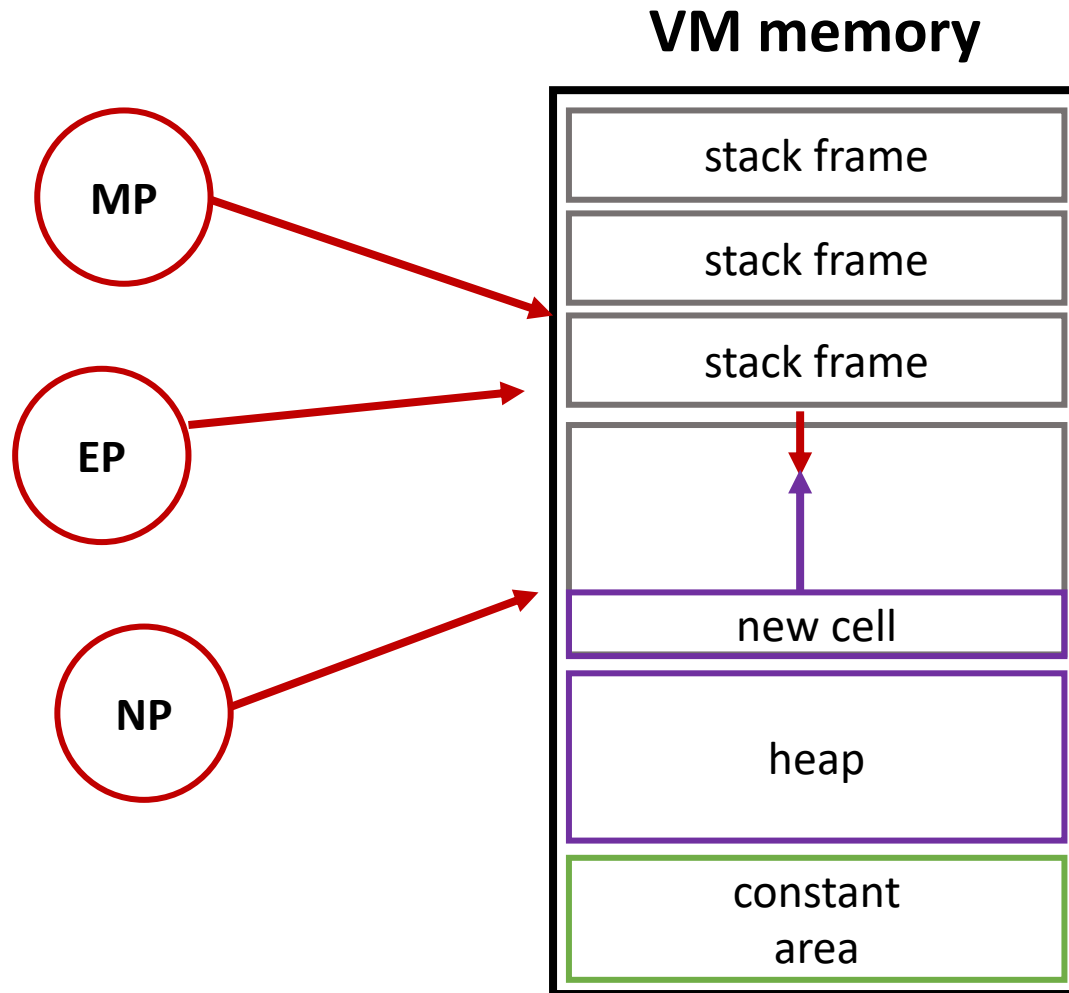 VM memory
MP
EP
NP
stack frame
stack frame
stack frame
new cell
heap
constant
area